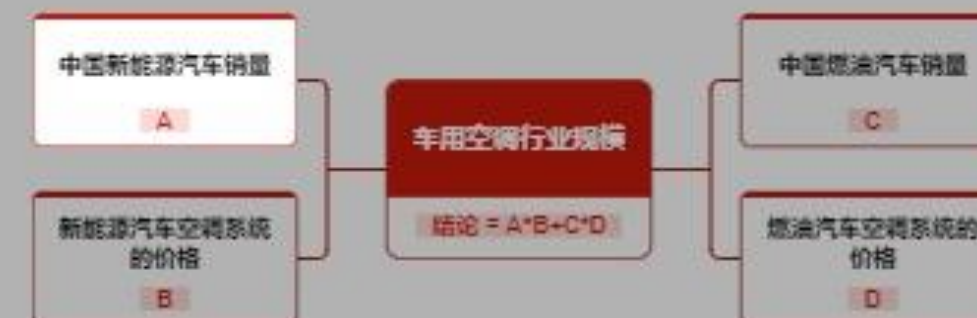 中国新能源汽车销量
A
新能源汽车空调系统
的价格
B
车用空调行业规模
结论 = A*B+C*D
中国燃油汽车销量
C
燃油汽车空调系统的
价格
D